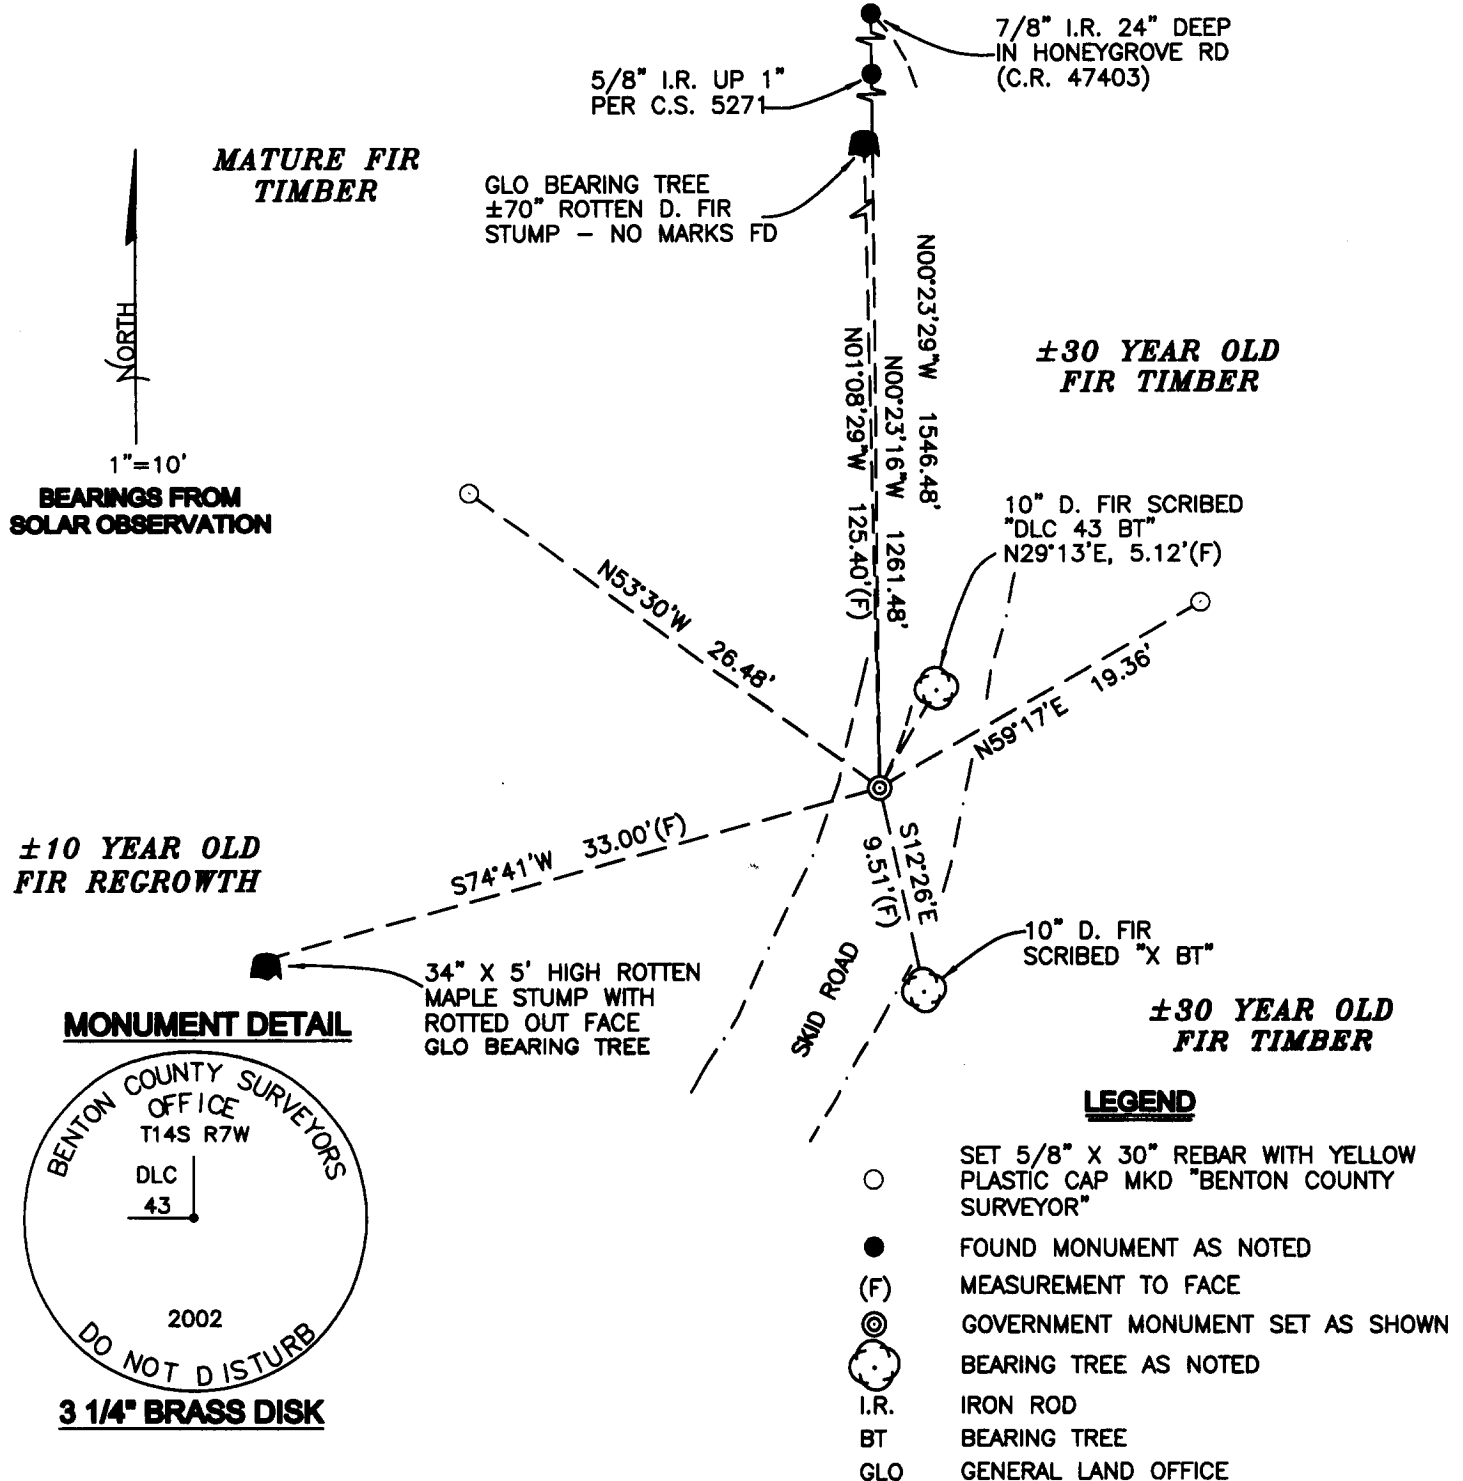 7/8" I.R. 24" DEEP
IN HONEYGROVE RD
(C.R. 47403)
5/8" I.R. UP 1"
PER C.S. 5271
MATURE FIR
TIMBER
GLO BEARING TREE
±70" ROTTEN D. FIR
STUMP – NO MARKS FD
NORTH
1"=10'
BEARINGS FROM
SOLAR OBSERVATION
N00°23'29"W 1546.48'
N00°23'16"W 1261.48'
N01°08'29"W 125.40'(F)
±30 YEAR OLD
FIR TIMBER
10" D. FIR SCRIBED
"DLC 43 BT"
N29°13'E, 5.12'(F)
N53°30'W 26.48'
N59°17'E 19.36'
±10 YEAR OLD
FIR REGROWTH
S74°41'W 33.00'(F)
S12°26'E
9.51'(F)
10" D. FIR
SCRIBED "X BT"
34" X 5' HIGH ROTTEN
MAPLE STUMP WITH
ROTTED OUT FACE
GLO BEARING TREE
SKID ROAD
±30 YEAR OLD
FIR TIMBER
MONUMENT DETAIL
BENTON COUNTY SURVEYORS
OFFICE
T14S R7W
DLC
43
2002
DO NOT DISTURB
3 1/4" BRASS DISK
LEGEND
SET 5/8" X 30" REBAR WITH YELLOW
PLASTIC CAP MKD "BENTON COUNTY
SURVEYOR"
FOUND MONUMENT AS NOTED
(F) MEASUREMENT TO FACE
GOVERNMENT MONUMENT SET AS SHOWN
BEARING TREE AS NOTED
I.R. IRON ROD
BT BEARING TREE
GLO GENERAL LAND OFFICE